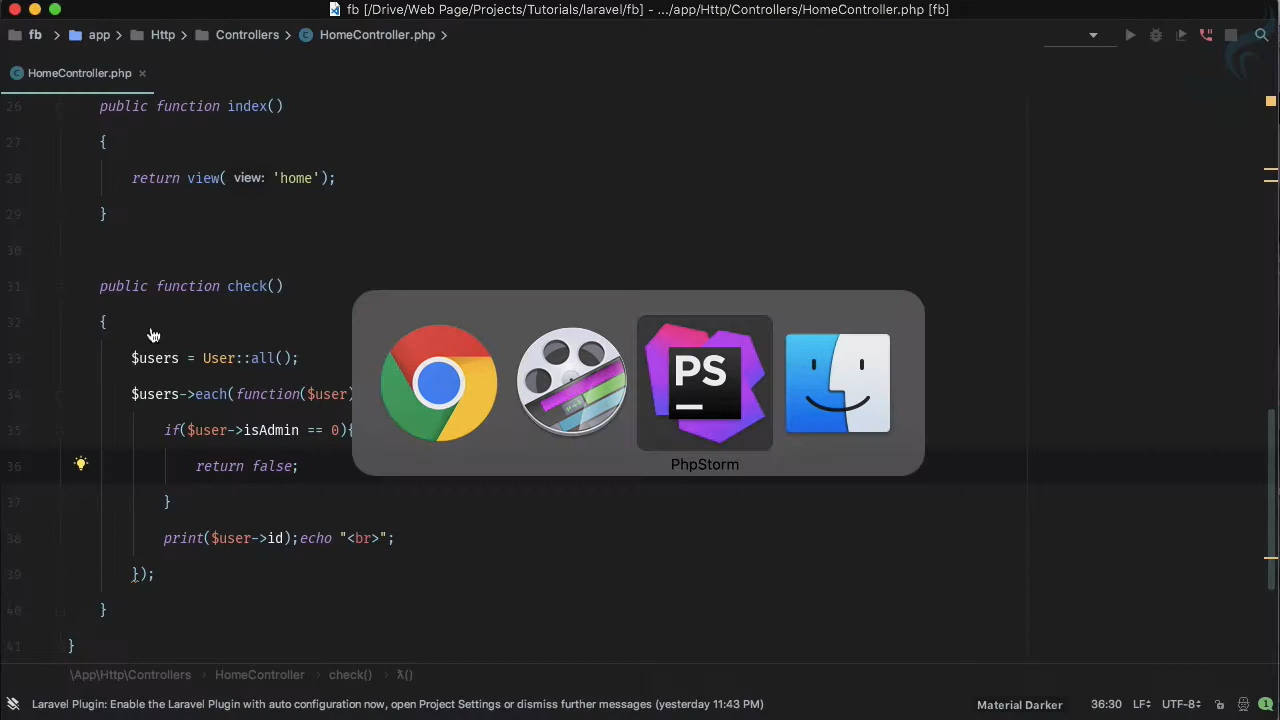 fb [/Drive/Web Page/Projects/Tutorials/laravel/fb] - .../app/Http/Controllers/HomeController.php [fb]
fb > app > Http > Controllers > HomeController.php >
HomeController.php ×
26 public function index()
27 {
28 return view( view: 'home');
29 }
30
31 public function check()
32 {
33 $users = User::all();
34 $users->each(function($user)
35 if($user->isAdmin == 0){
36 return false;
37 }
38 print($user->id);echo "<br>";
39 });
40 }
41 }
PS
PhpStorm
\App\Http\Controllers > HomeController > check() > λ()
Laravel Plugin: Enable the Laravel Plugin with auto configuration now, open Project Settings or dismiss further messages (yesterday 11:43 PM)
Material Darker 36:30 LF UTF-8 1